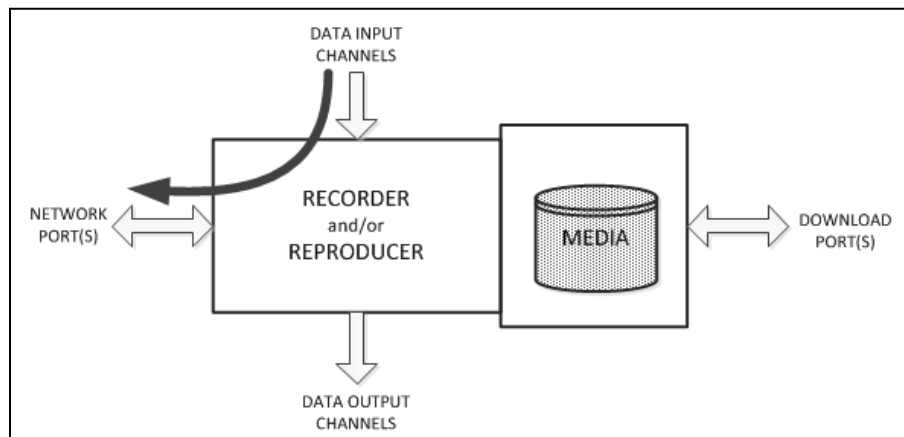 DATA INPUT
CHANNELS
RECORDER
and/or
REPRODUCER
MEDIA
NETWORK
PORT(S)
DOWNLOAD
PORT(S)
DATA OUTPUT
CHANNELS